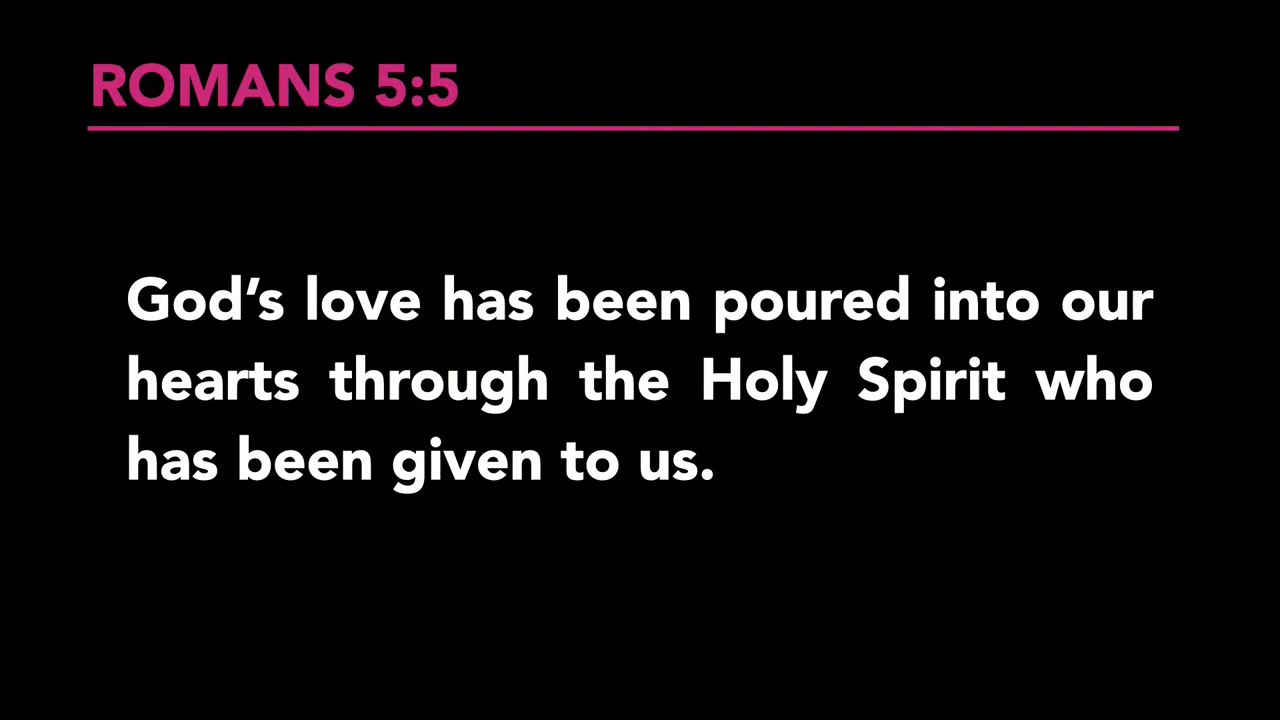 ROMANS 5:5
God’s love has been poured into our
hearts through the Holy Spirit who
has been given to us.